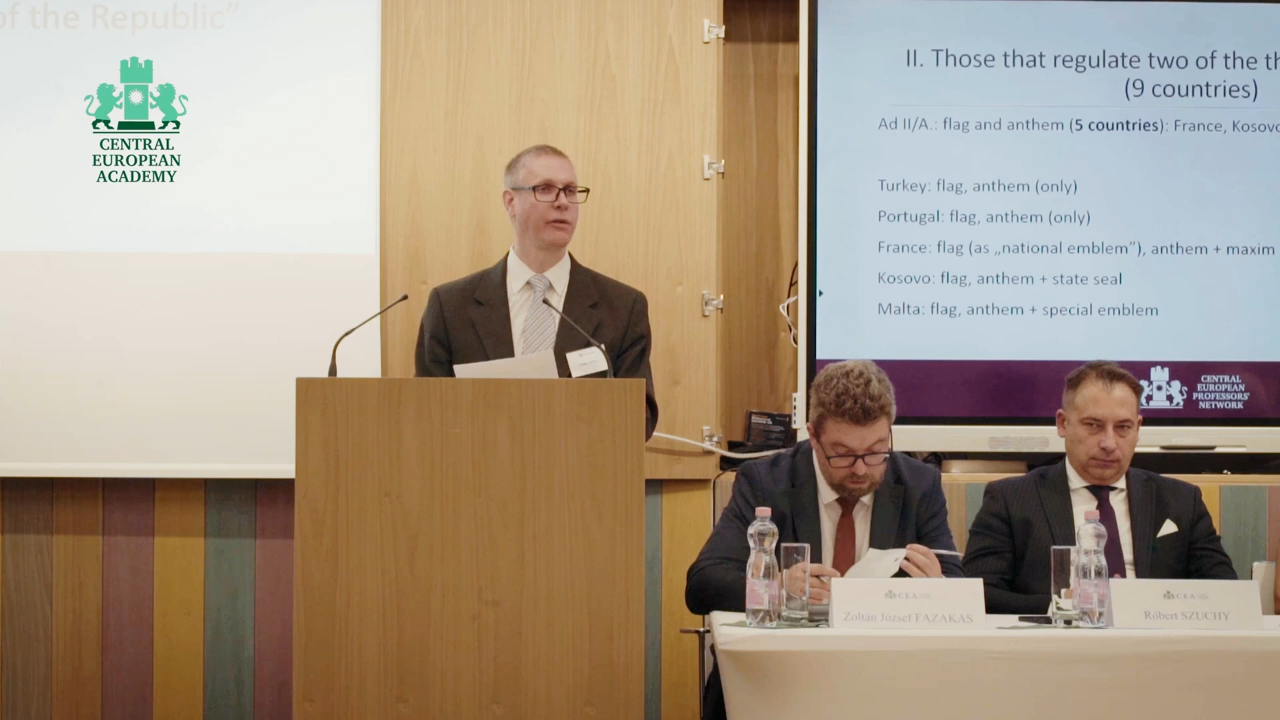 of the Republic”
CENTRAL
EUROPEAN
ACADEMY
II. Those that regulate two of the th
(9 countries)
Ad II/A.: flag and anthem (5 countries): France, Kosovo
Turkey: flag, anthem (only)
Portugal: flag, anthem (only)
France: flag (as „national emblem”), anthem + maxim
Kosovo: flag, anthem + state seal
Malta: flag, anthem + special emblem
CENTRAL
EUROPEAN
PROFESSORS'
NETWORK
CEA
Zoltán József FAZAKAS
CEA
Róbert SZUCHY